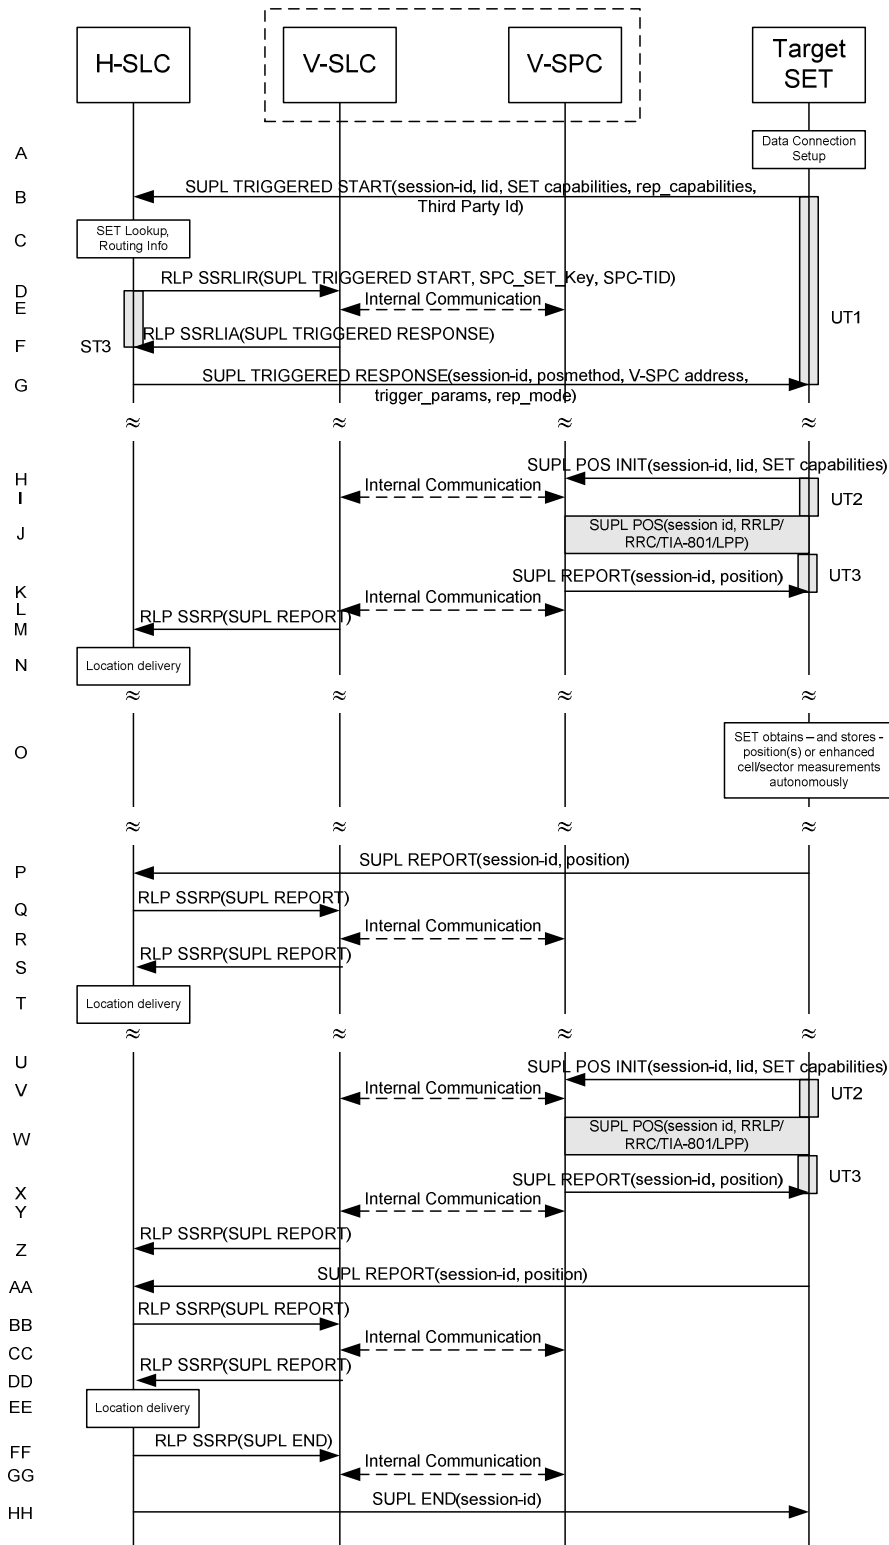 H-SLC
V-SLC
V-SPC
Target
SET
A
Data Connection
Setup
B
SUPL TRIGGERED START(session-id, lid, SET capabilities, rep_capabilities,
Third Party Id)
C
SET Lookup,
Routing Info
D
RLP SSRLIR(SUPL TRIGGERED START, SPC_SET_Key, SPC-TID)
E
Internal Communication
UT1
F
ST3
RLP SSRLIA(SUPL TRIGGERED RESPONSE)
G
SUPL TRIGGERED RESPONSE(session-id, posmethod, V-SPC address,
trigger_params, rep_mode)
≈ ≈ ≈ ≈
H
SUPL POS INIT(session-id, lid, SET capabilities)
I
Internal Communication
UT2
J
SUPL POS(session id, RRLP/
RRC/TIA-801/LPP)
K
SUPL REPORT(session-id, position)
UT3
L
Internal Communication
M
RLP SSRP(SUPL REPORT)
N
Location delivery
≈ ≈ ≈ ≈
O
SET obtains – and stores -
position(s) or enhanced
cell/sector measurements
autonomously
≈ ≈ ≈ ≈
P
SUPL REPORT(session-id, position)
Q
RLP SSRP(SUPL REPORT)
R
Internal Communication
S
RLP SSRP(SUPL REPORT)
T
Location delivery
≈ ≈ ≈ ≈
U
SUPL POS INIT(session-id, lid, SET capabilities)
V
Internal Communication
UT2
W
SUPL POS(session id, RRLP/
RRC/TIA-801/LPP)
X
SUPL REPORT(session-id, position)
UT3
Y
Internal Communication
Z
RLP SSRP(SUPL REPORT)
AA
SUPL REPORT(session-id, position)
BB
RLP SSRP(SUPL REPORT)
CC
Internal Communication
DD
RLP SSRP(SUPL REPORT)
EE
Location delivery
FF
RLP SSRP(SUPL END)
GG
Internal Communication
HH
SUPL END(session-id)